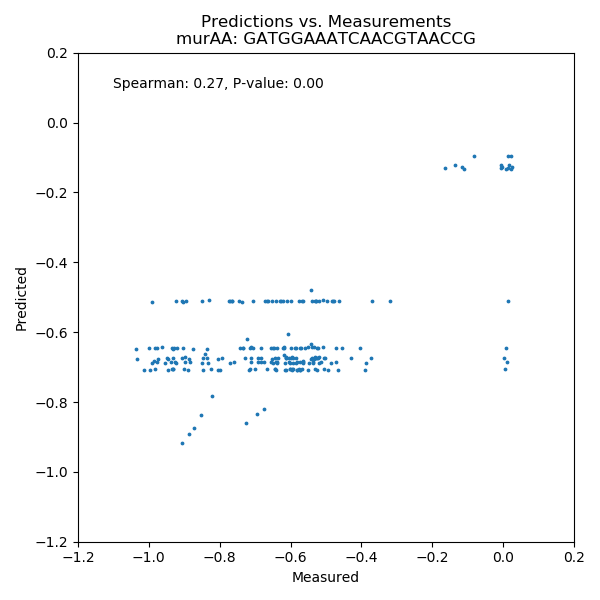 Predictions vs. Measurements
murAA: GATGGAAATCAACGTAACCG
Spearman: 0.27, P-value: 0.00
Predicted
0.2
0.0
−0.2
−0.4
−0.6
−0.8
−1.0
−1.2
−1.2 −1.0 −0.8 −0.6 −0.4 −0.2 0.0 0.2
Measured